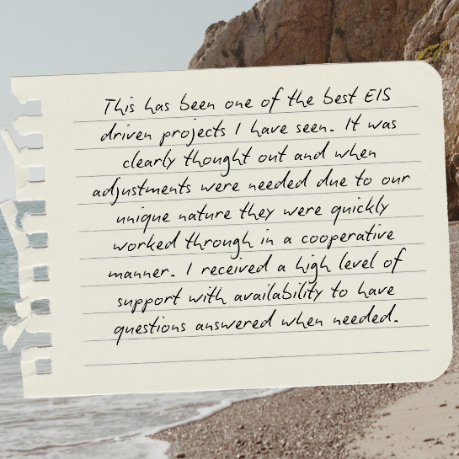 This has been one of the best EIS
driven projects I have seen. It was
clearly thought out and when
adjustments were needed due to our
unique nature they were quickly
worked through in a cooperative
manner. I received a high level of
support with availability to have
questions answered when needed.